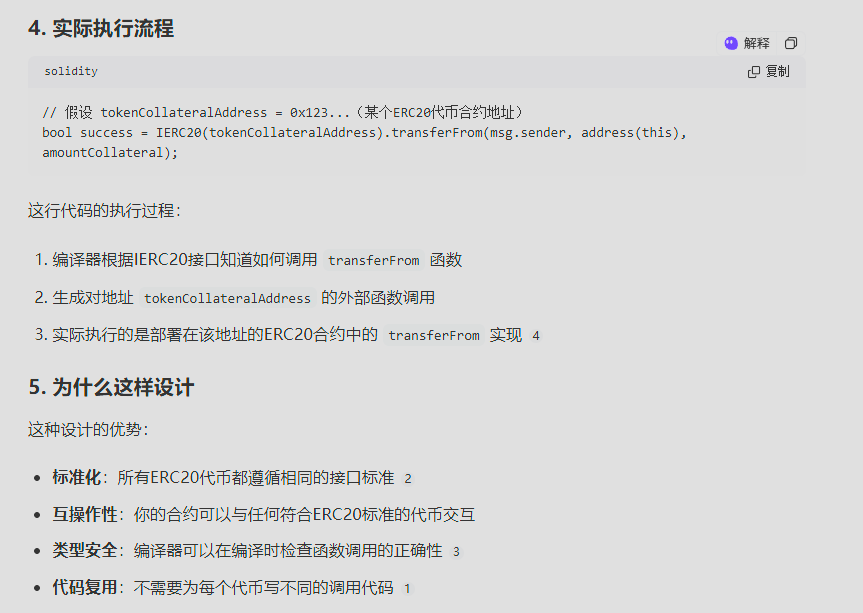 4. 实际执行流程
解释
solidity
复制
// 假设 tokenCollateralAddress = 0x123...（某个ERC20代币合约地址）
bool success = IERC20(tokenCollateralAddress).transferFrom(msg.sender, address(this),
amountCollateral);
这行代码的执行过程：
1. 编译器根据IERC20接口知道如何调用 transferFrom 函数
2. 生成对地址 tokenCollateralAddress 的外部函数调用
3. 实际执行的是部署在该地址的ERC20合约中的 transferFrom 实现 4
5. 为什么这样设计
这种设计的优势：
• 标准化：所有ERC20代币都遵循相同的接口标准 2
• 互操作性：你的合约可以与任何符合ERC20标准的代币交互
• 类型安全：编译器可以在编译时检查函数调用的正确性 3
• 代码复用：不需要为每个代币写不同的调用代码 1